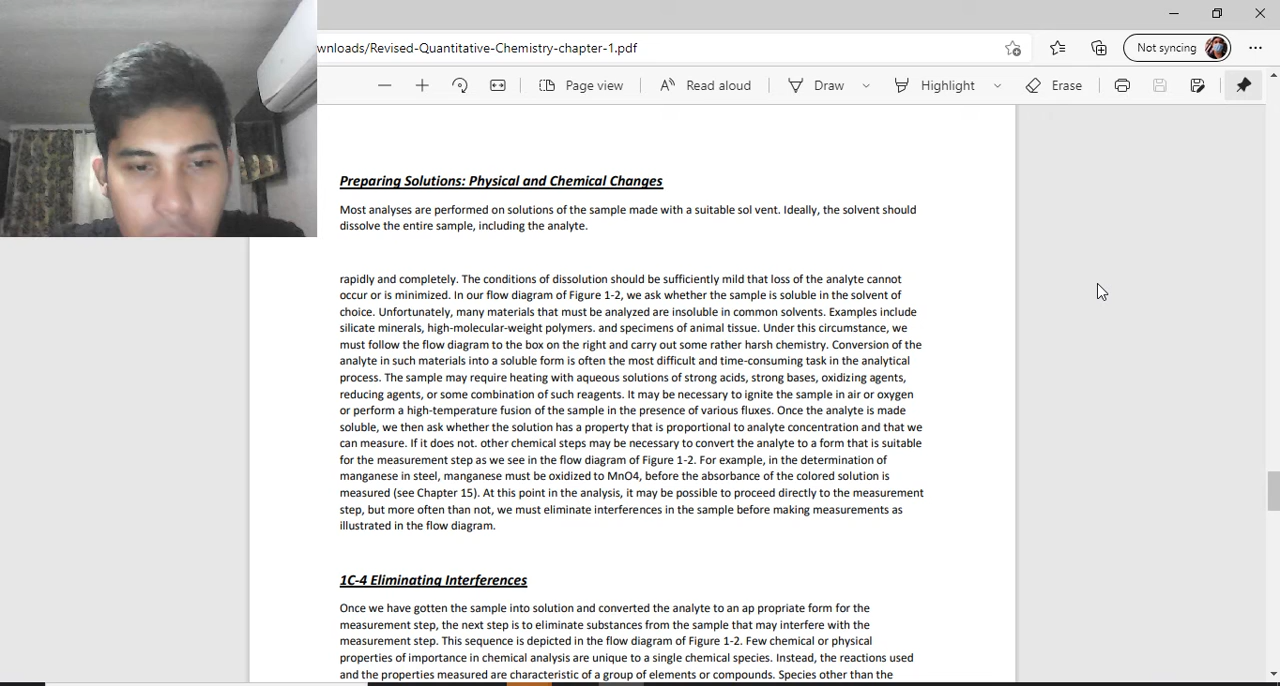 wnloads/Revised-Quantitative-Chemistry-chapter-1.pdf
Not syncing
Page view
Read aloud
Draw
Highlight
Erase
Preparing Solutions: Physical and Chemical Changes
Most analyses are performed on solutions of the sample made with a suitable sol vent. Ideally, the solvent should
dissolve the entire sample, including the analyte.
rapidly and completely. The conditions of dissolution should be sufficiently mild that loss of the analyte cannot
occur or is minimized. In our flow diagram of Figure 1-2, we ask whether the sample is soluble in the solvent of
choice. Unfortunately, many materials that must be analyzed are insoluble in common solvents. Examples include
silicate minerals, high-molecular-weight polymers. and specimens of animal tissue. Under this circumstance, we
must follow the flow diagram to the box on the right and carry out some rather harsh chemistry. Conversion of the
analyte in such materials into a soluble form is often the most difficult and time-consuming task in the analytical
process. The sample may require heating with aqueous solutions of strong acids, strong bases, oxidizing agents,
reducing agents, or some combination of such reagents. It may be necessary to ignite the sample in air or oxygen
or perform a high-temperature fusion of the sample in the presence of various fluxes. Once the analyte is made
soluble, we then ask whether the solution has a property that is proportional to analyte concentration and that we
can measure. If it does not. other chemical steps may be necessary to convert the analyte to a form that is suitable
for the measurement step as we see in the flow diagram of Figure 1-2. For example, in the determination of
manganese in steel, manganese must be oxidized to MnO4, before the absorbance of the colored solution is
measured (see Chapter 15). At this point in the analysis, it may be possible to proceed directly to the measurement
step, but more often than not, we must eliminate interferences in the sample before making measurements as
illustrated in the flow diagram.
1C-4 Eliminating Interferences
Once we have gotten the sample into solution and converted the analyte to an ap propriate form for the
measurement step, the next step is to eliminate substances from the sample that may interfere with the
measurement step. This sequence is depicted in the flow diagram of Figure 1-2. Few chemical or physical
properties of importance in chemical analysis are unique to a single chemical species. Instead, the reactions used
and the properties measured are characteristic of a group of elements or compounds. Species other than the